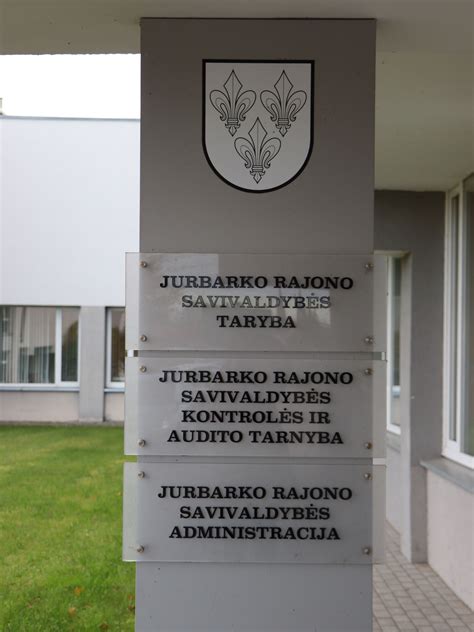 JURBARKO RAJONO
SAVIVALDYBĖS
TARYBA
JURBARKO RAJONO
SAVIVALDYBĖS
KONTROLĖS IR
AUDITO TARNYBA
JURBARKO RAJONO
SAVIVALDYBĖS
ADMINISTRACIJA